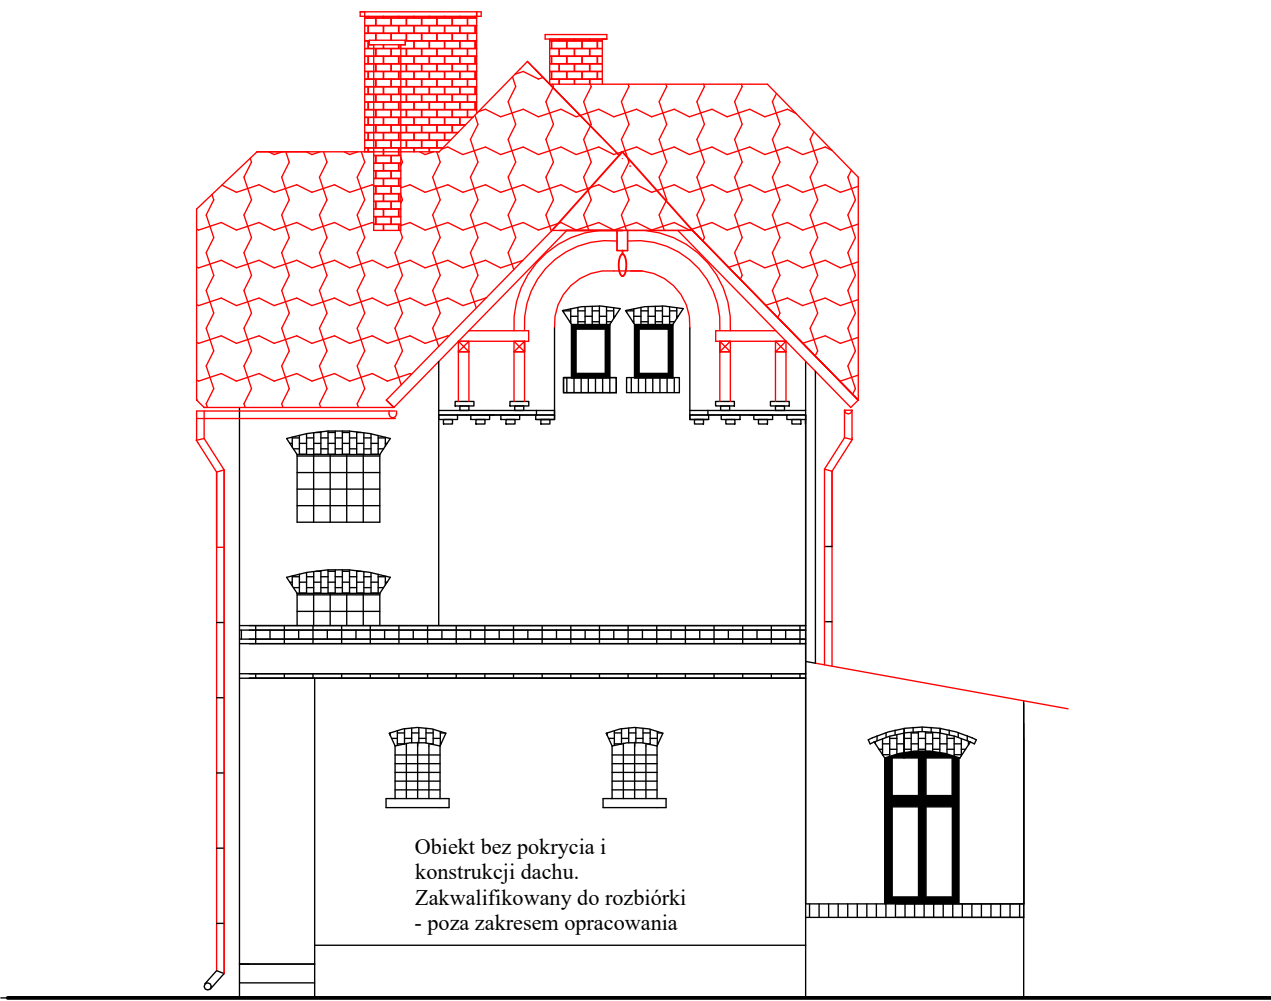 Obiekt bez pokrycia i
konstrukcji dachu.
Zakwalifikowany do rozbiórki
- poza zakresem opracowania